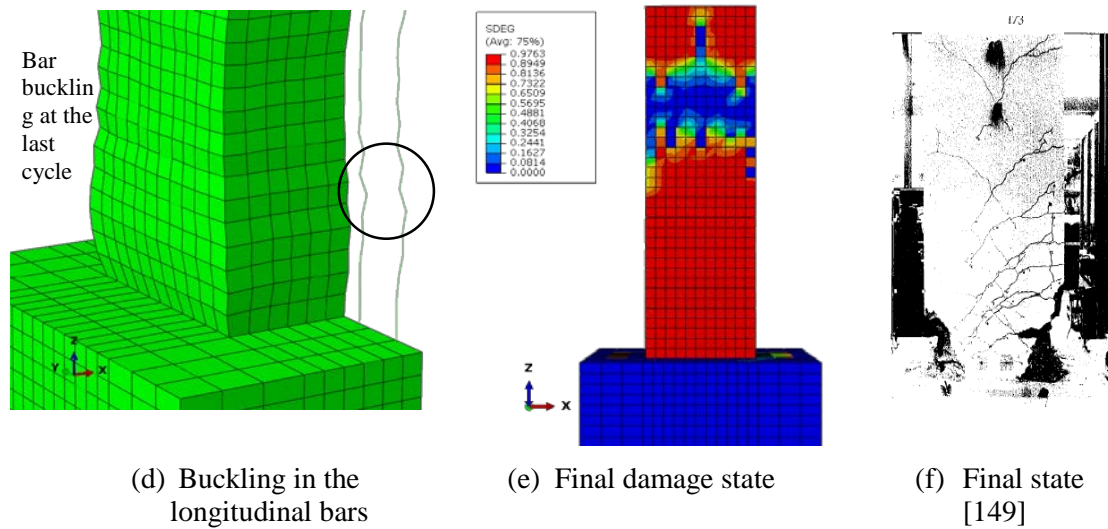 Bar
bucklin
g at the
last
cycle
Z
Y
X
SDEG
(Avg: 75%)
0.9763
0.8949
0.8136
0.7322
0.6509
0.5695
0.4881
0.4068
0.3254
0.2441
0.1627
0.0814
0.0000
Z
X
173
(d) Buckling in the
longitudinal bars
(e) Final damage state
(f) Final state
[149]